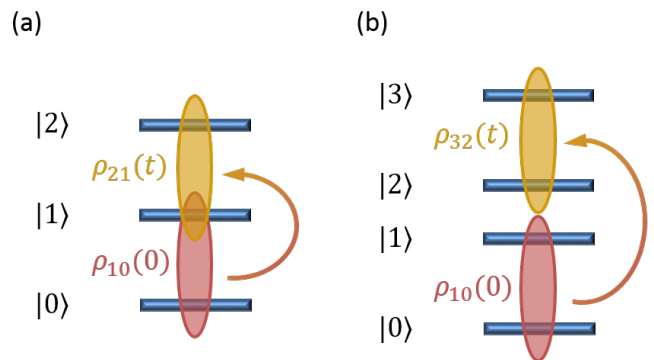 (a)
|2⟩
ρ₂₁(t)
|1⟩
ρ₁₀(0)
|0⟩
(b)
|3⟩
ρ₃₂(t)
|2⟩
|1⟩
ρ₁₀(0)
|0⟩